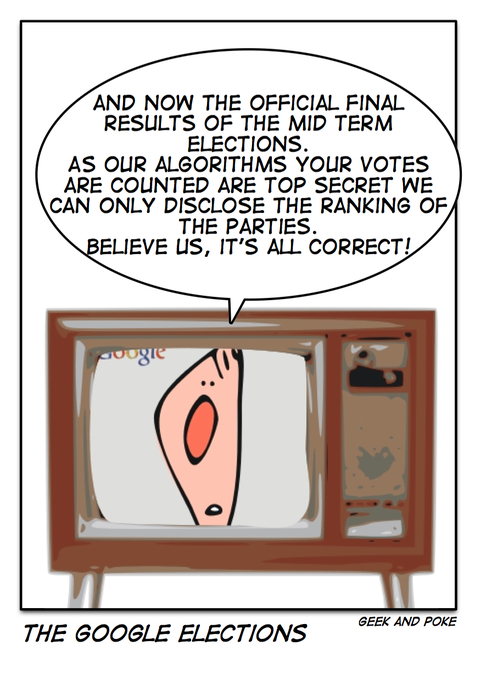 AND NOW THE OFFICIAL FINAL
RESULTS OF THE MID TERM
ELECTIONS.
AS OUR ALGORITHMS YOUR VOTES
ARE COUNTED ARE TOP SECRET WE
CAN ONLY DISCLOSE THE RANKING OF
THE PARTIES.
BELIEVE US, IT'S ALL CORRECT!
Google
GEEK AND POKE
THE GOOGLE ELECTIONS